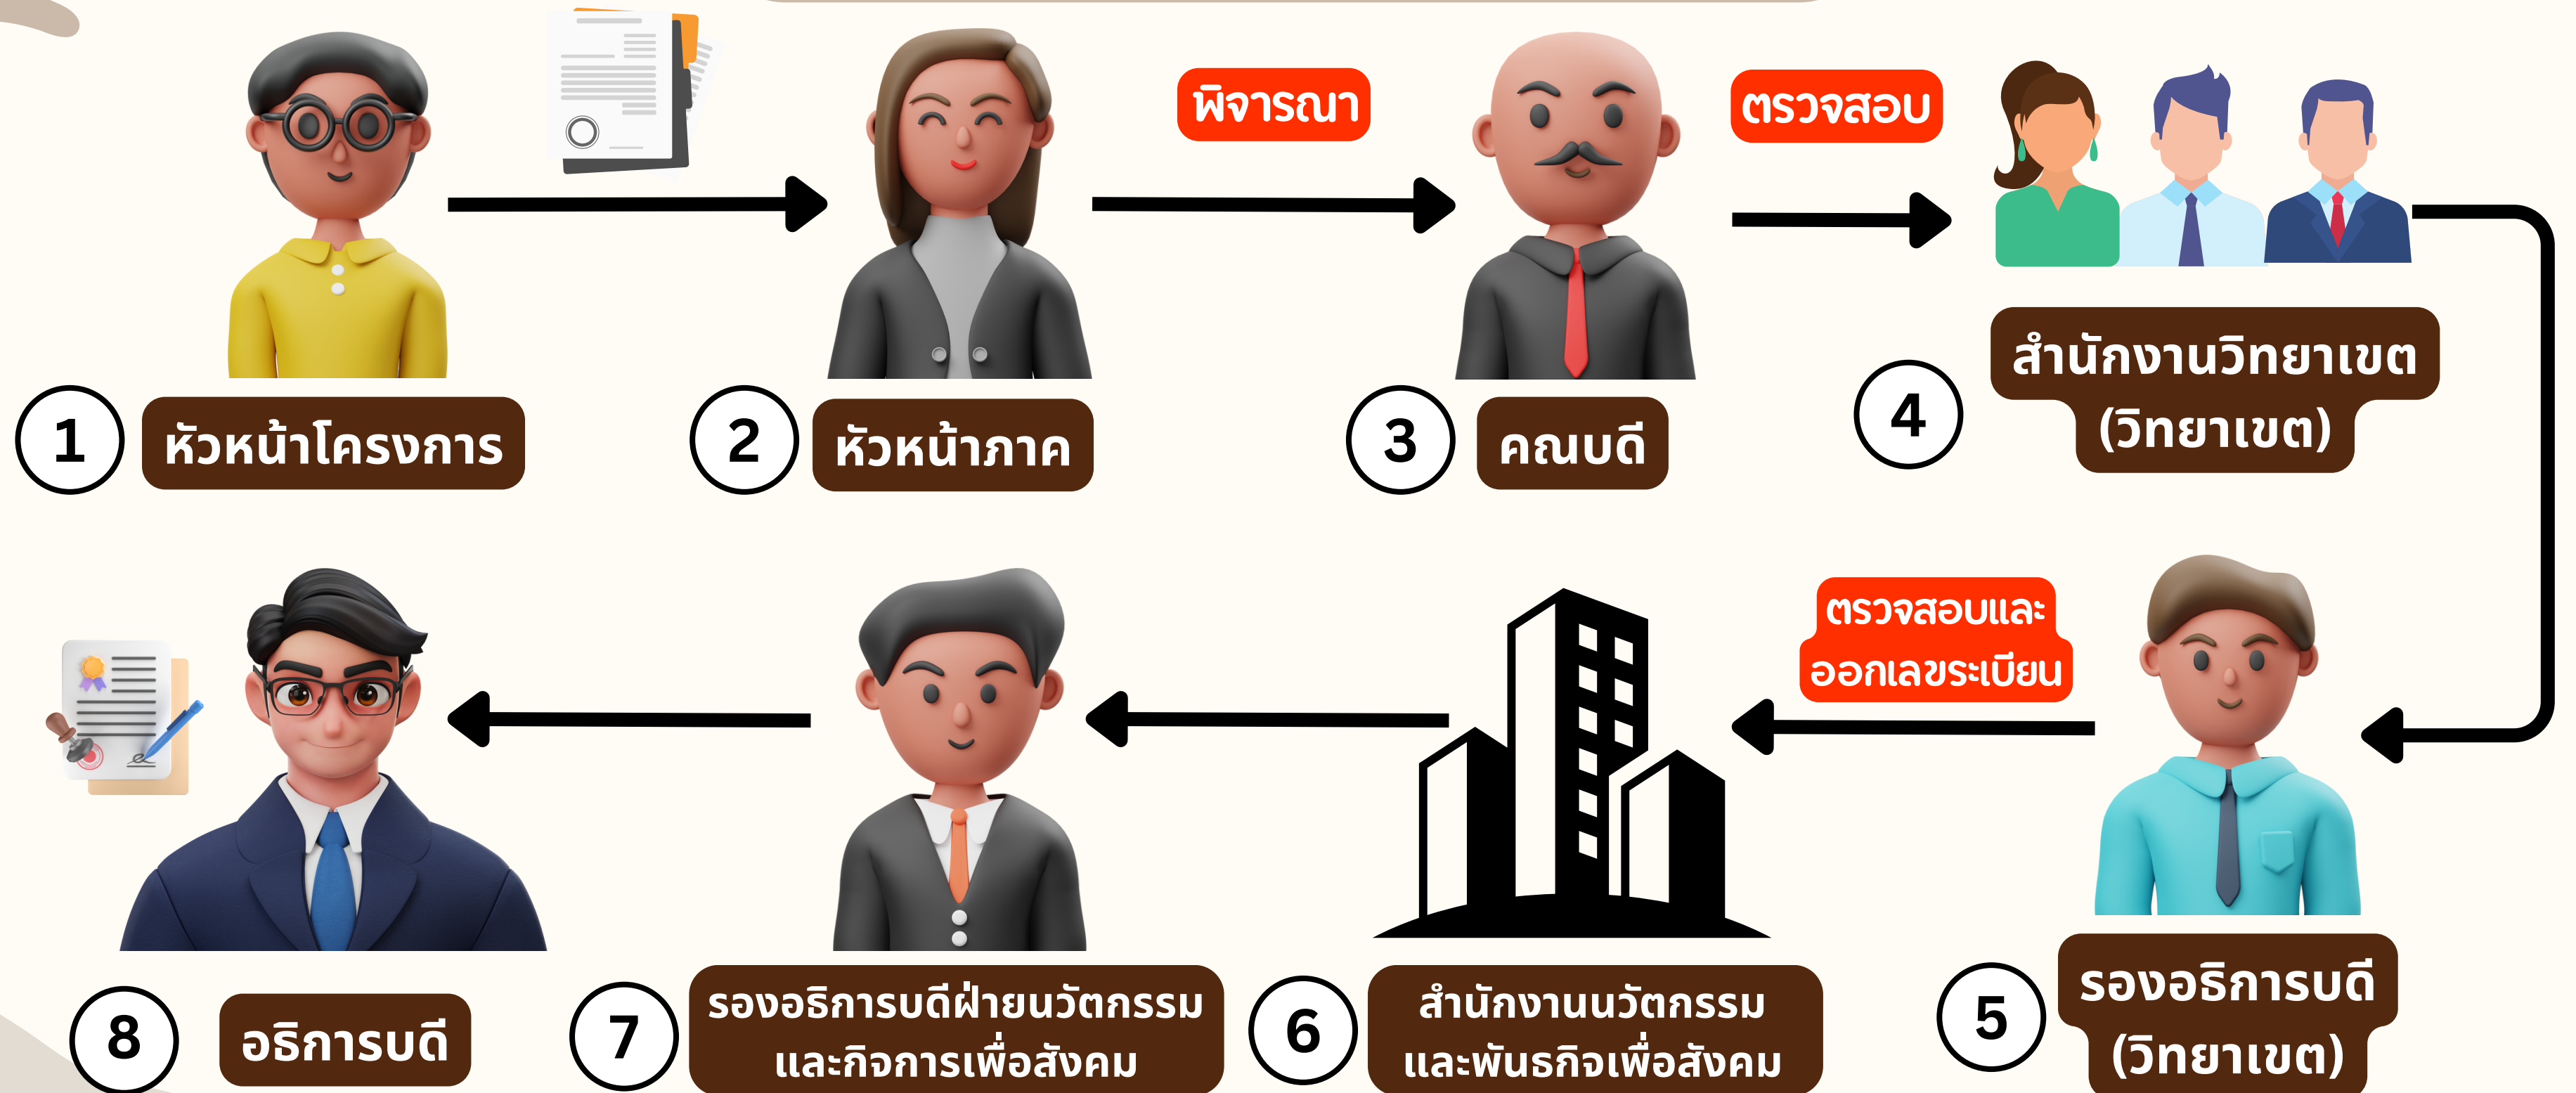 พิจารณา
ตรวจสอบ
1
หัวหน้าโครงการ
2
หัวหน้าภาค
3
คณบดี
4
สำนักงานวิทยาเขต
(วิทยาเขต)
ตรวจสอบและ
ออกเลขระเบียน
8
อธิการบดี
7
รองอธิการบดีฝ่ายนวัตกรรม
และกิจการเพื่อสังคม
6
สำนักงานนวัตกรรม
และพันธกิจเพื่อสังคม
5
รองอธิการบดี
(วิทยาเขต)